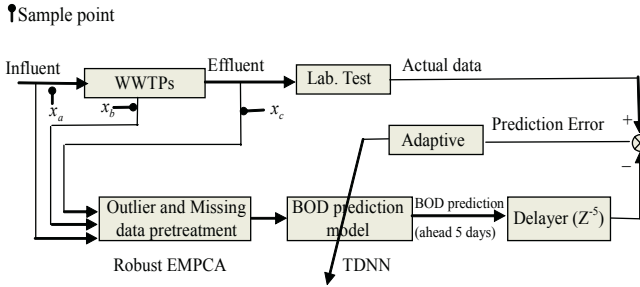 Sample point
Influent
WWTPs
Effluent
Lab. Test
Actual data
x_a
x_b
x_c
Adaptive
Prediction Error
+
−
Outlier and Missing
data pretreatment
BOD prediction
model
BOD prediction
(ahead 5 days)
Delayer (Z⁻⁵)
Robust EMPCA
TDNN